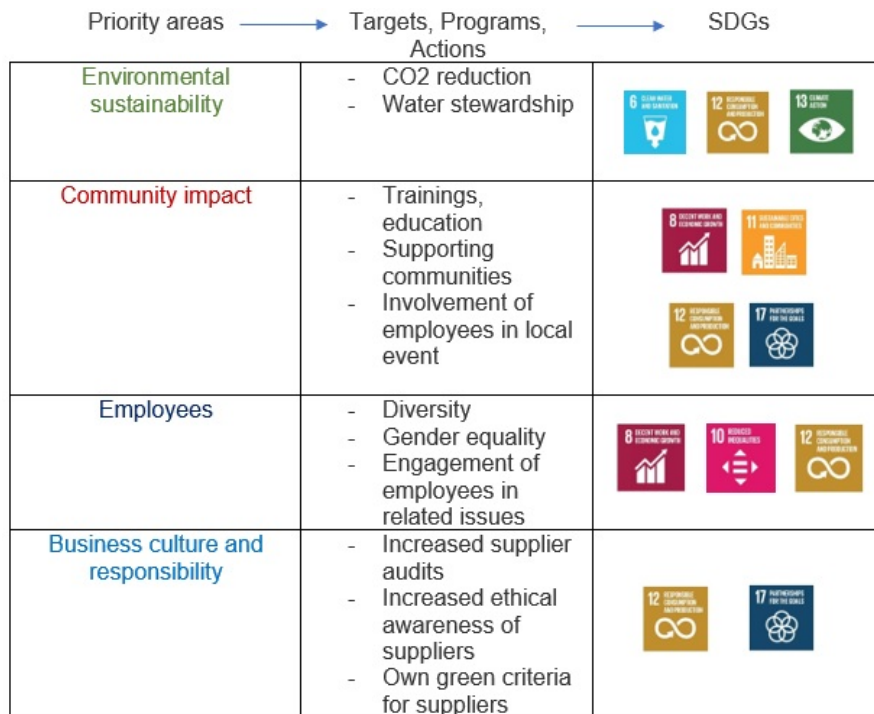 Priority areas
Targets, Programs,
Actions
SDGs
Environmental
sustainability
- CO2 reduction
- Water stewardship
6 CLEAN WATER
AND SANITATION
12 RESPONSIBLE
CONSUMPTION
AND PRODUCTION
13 CLIMATE
ACTION
Community impact
- Trainings,
education
- Supporting
communities
- Involvement of
employees in local
event
8 DECENT WORK AND
ECONOMIC GROWTH
11 SUSTAINABLE CITIES
AND COMMUNITIES
12 RESPONSIBLE
CONSUMPTION
AND PRODUCTION
17 PARTNERSHIPS
FOR THE GOALS
Employees
- Diversity
- Gender equality
- Engagement of
employees in
related issues
8 DECENT WORK AND
ECONOMIC GROWTH
10 REDUCED
INEQUALITIES
12 RESPONSIBLE
CONSUMPTION
AND PRODUCTION
Business culture and
responsibility
- Increased supplier
audits
- Increased ethical
awareness of
suppliers
- Own green criteria
for suppliers
12 RESPONSIBLE
CONSUMPTION
AND PRODUCTION
17 PARTNERSHIPS
FOR THE GOALS